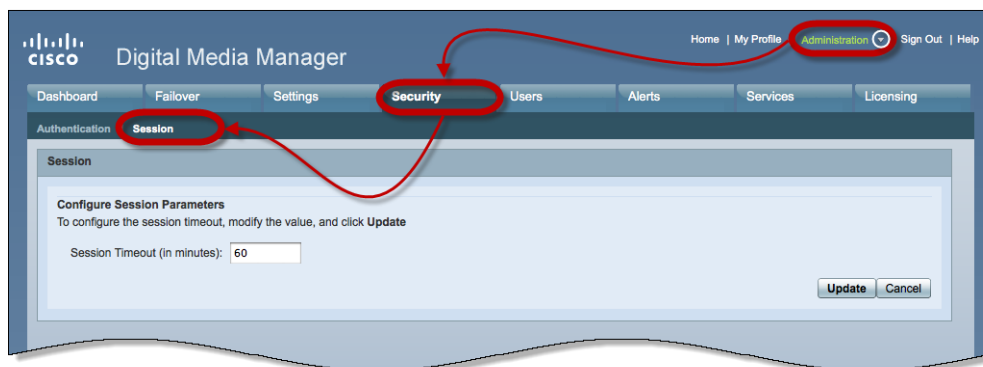 Home | My Profile Administration Sign Out | Help
CISCO Digital Media Manager
Dashboard Failover Settings Security Users Alerts Services Licensing
Authentication Session
Session
Configure Session Parameters
To configure the session timeout, modify the value, and click Update
Session Timeout (in minutes): 60
Update Cancel